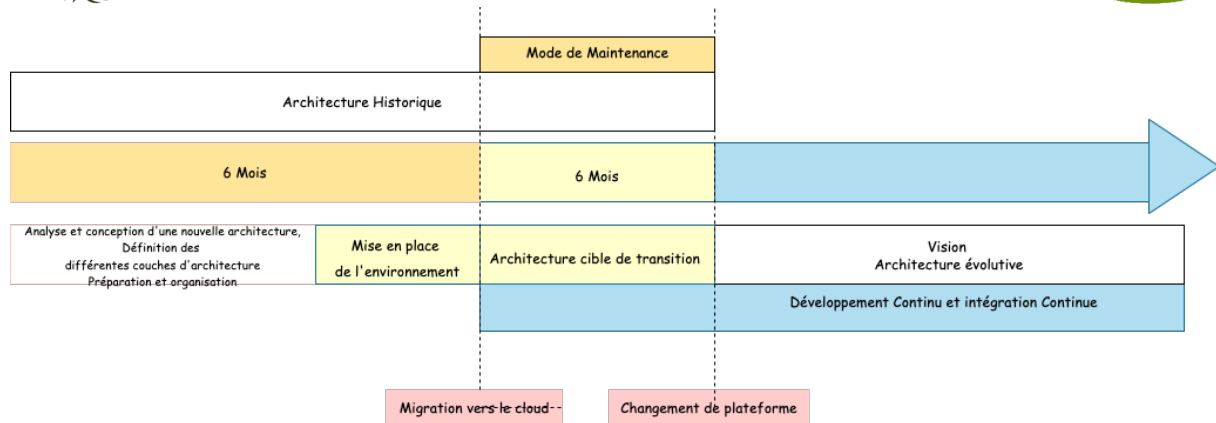 Mode de Maintenance
Architecture Historique
6 Mois
6 Mois
Analyse et conception d'une nouvelle architecture,
Définition des
différentes couches d'architecture
Préparation et organisation
Mise en place
de l'environnement
Architecture cible de transition
Vision
Architecture évolutive
Développement Continu et intégration Continue
Migration vers le cloud
Changement de plateforme